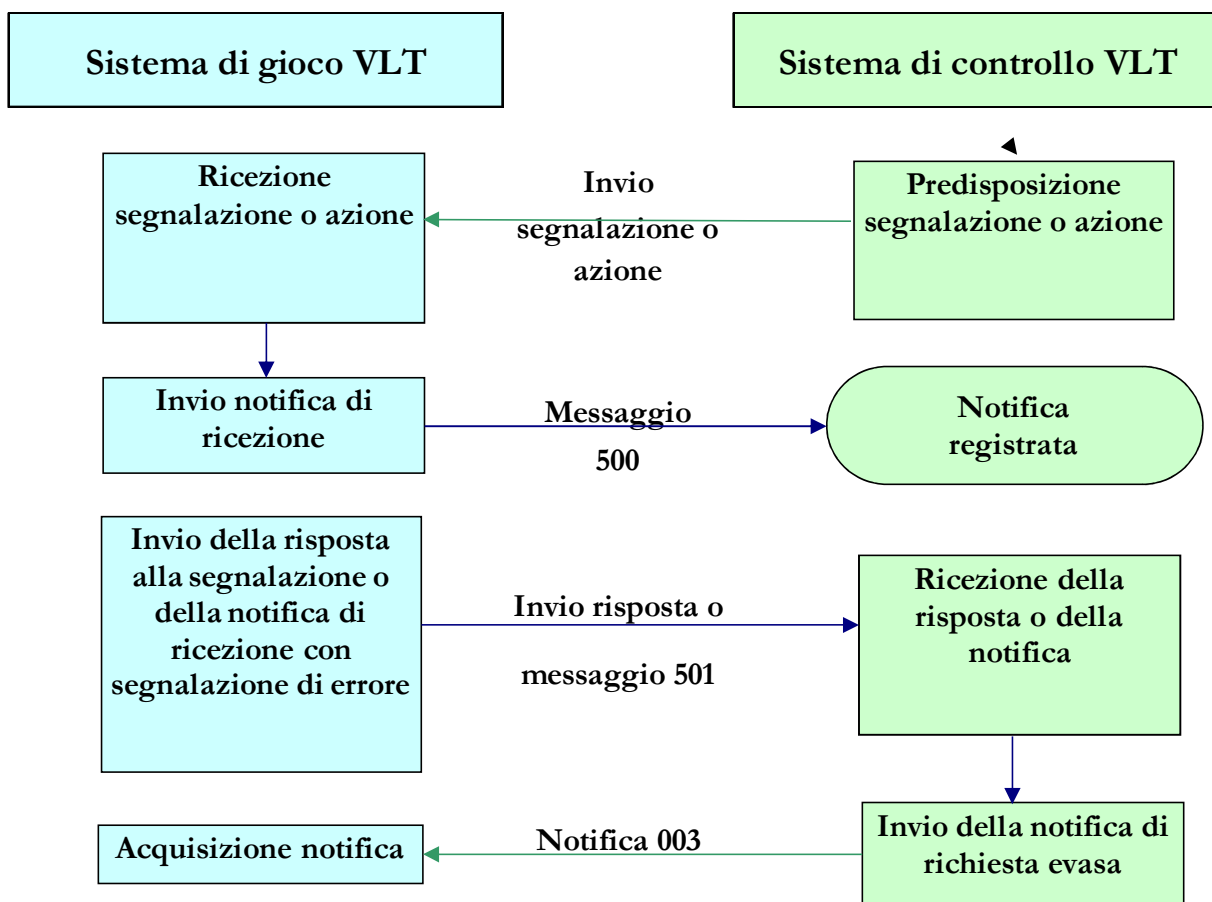 Sistema di gioco VLT
Sistema di controllo VLT
Ricezione
segnalazione o azione
Invio
segnalazione o
azione
Predisposizione
segnalazione o azione
Invio notifica di
ricezione
Messaggio
500
Notifica
registrata
Invio della risposta
alla segnalazione o
della notifica di
ricezione con
segnalazione di errore
Invio risposta o
messaggio 501
Ricezione della
risposta o della
notifica
Acquisizione notifica
Notifica 003
Invio della notifica di
richiesta evasa